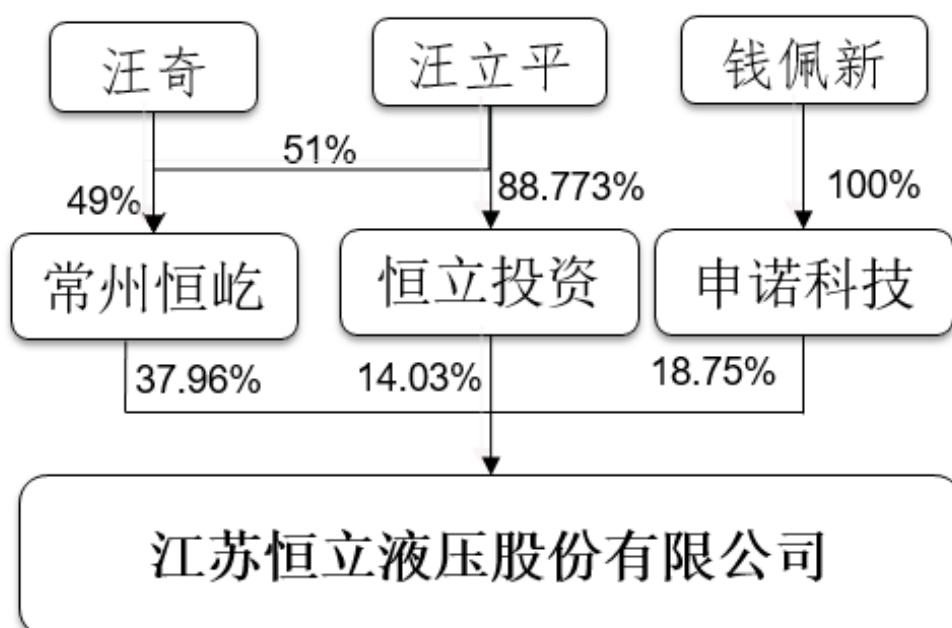 汪奇
汪立平
钱佩新
51%
49%
88.773%
100%
常州恒屹
恒立投资
申诺科技
37.96%
14.03%
18.75%
江苏恒立液压股份有限公司